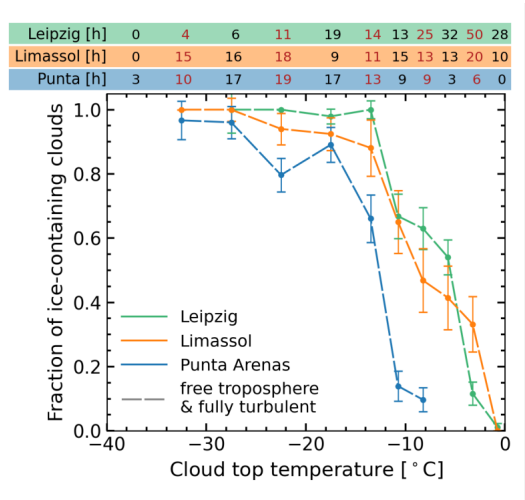 Leipzig [h] 0 4 6 11 19 14 13 25 32 50 28
Limassol [h] 0 15 16 18 9 11 15 13 13 20 10
Punta [h] 3 10 17 19 17 13 9 9 3 6 0
1.0
0.8
0.6
0.4
0.2
0.0
Fraction of ice-containing clouds
Leipzig
Limassol
Punta Arenas
free troposphere
& fully turbulent
−40 −30 −20 −10 0
Cloud top temperature [°C]